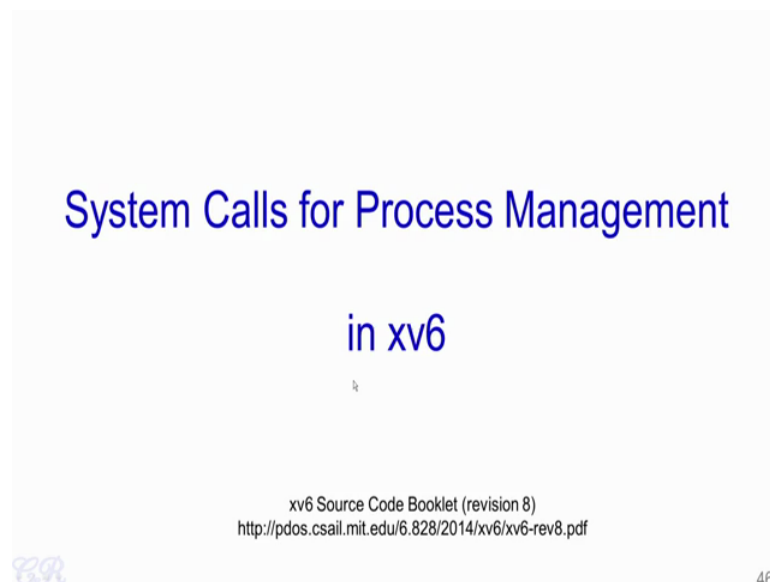 System Calls for Process Management
in xv6
xv6 Source Code Booklet (revision 8)
http://pdos.csail.mit.edu/6.828/2014/xv6/xv6-rev8.pdf